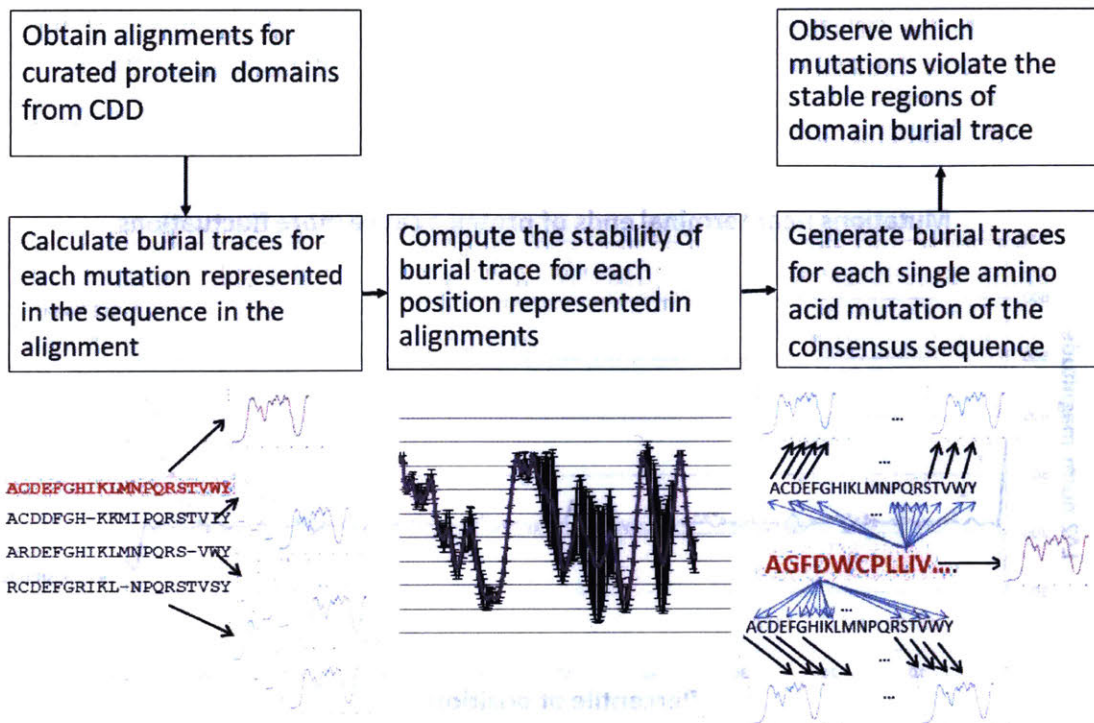 Obtain alignments for
curated protein domains
from CDD
Observe which
mutations violate the
stable regions of
domain burial trace
Calculate burial traces for
each mutation represented
in the sequence in the
alignment
Compute the stability of
burial trace for each
position represented in
alignments
Generate burial traces
for each single amino
acid mutation of the
consensus sequence
ACDEFGHIKLMNPQRSTVWY
ACDDFGH-KKMIPQRSTVIY
ARDEFGHIKLMNPQRS-VWY
RCDEFGRIKL-NPQRSTVSY
...
...
ACDEFGHIKLMNPQRSTVWY
...
AGFDWCPLLIV....
...
ACDEFGHIKLMNPQRSTVWY
...
...